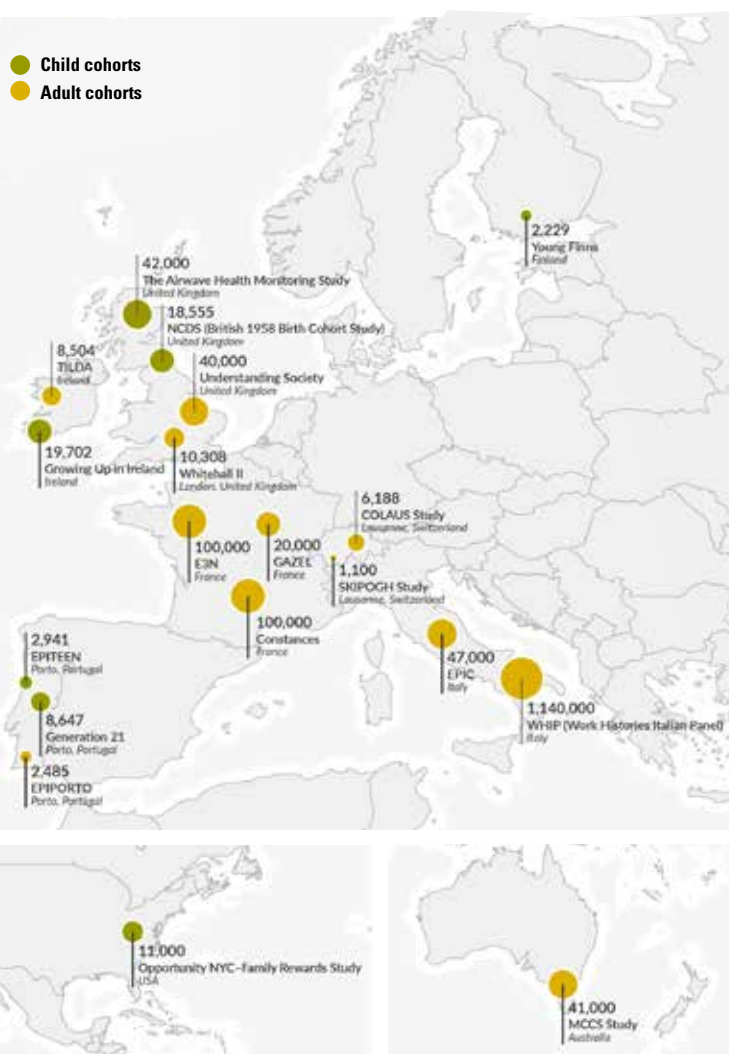 Child cohorts
Adult cohorts
2,229
Young Finns
Finland
42,000
The Airwave Health Monitoring Study
United Kingdom
18,555
NCDS (British 1958 Birth Cohort Study)
United Kingdom
8,504
TILDA
Ireland
40,000
Understanding Society
United Kingdom
19,702
Growing Up in Ireland
Ireland
10,308
Whitehall II
London, United Kingdom
6,188
COLAUS Study
Lausanne, Switzerland
100,000
E3N
France
20,000
GAZEL
France
1,100
SKIPOGH Study
Lausanne, Switzerland
100,000
Constances
France
2,941
EPITEEN
Porto, Portugal
47,000
EPIC
Italy
8,647
Generation 21
Porto, Portugal
1,140,000
WHIP (Work Histories Italian Panel)
Italy
2,485
EPIPORTO
Porto, Portugal
11,000
Opportunity NYC–Family Rewards Study
USA
41,000
MCCS Study
Australia